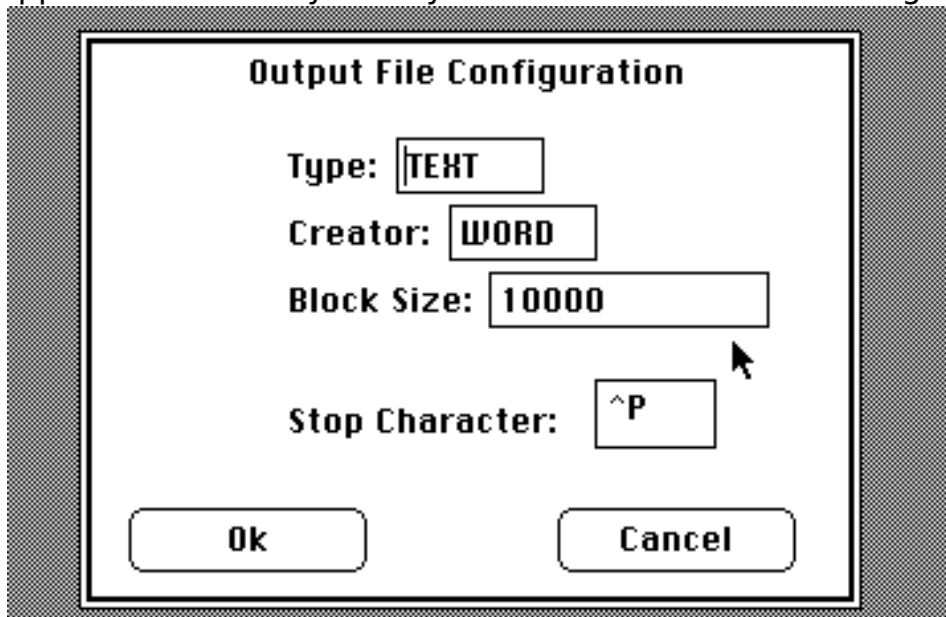 Output File Configuration
Type: TEXT
Creator: WORD
Block Size: 10000
Stop Character: ^P
Ok Cancel